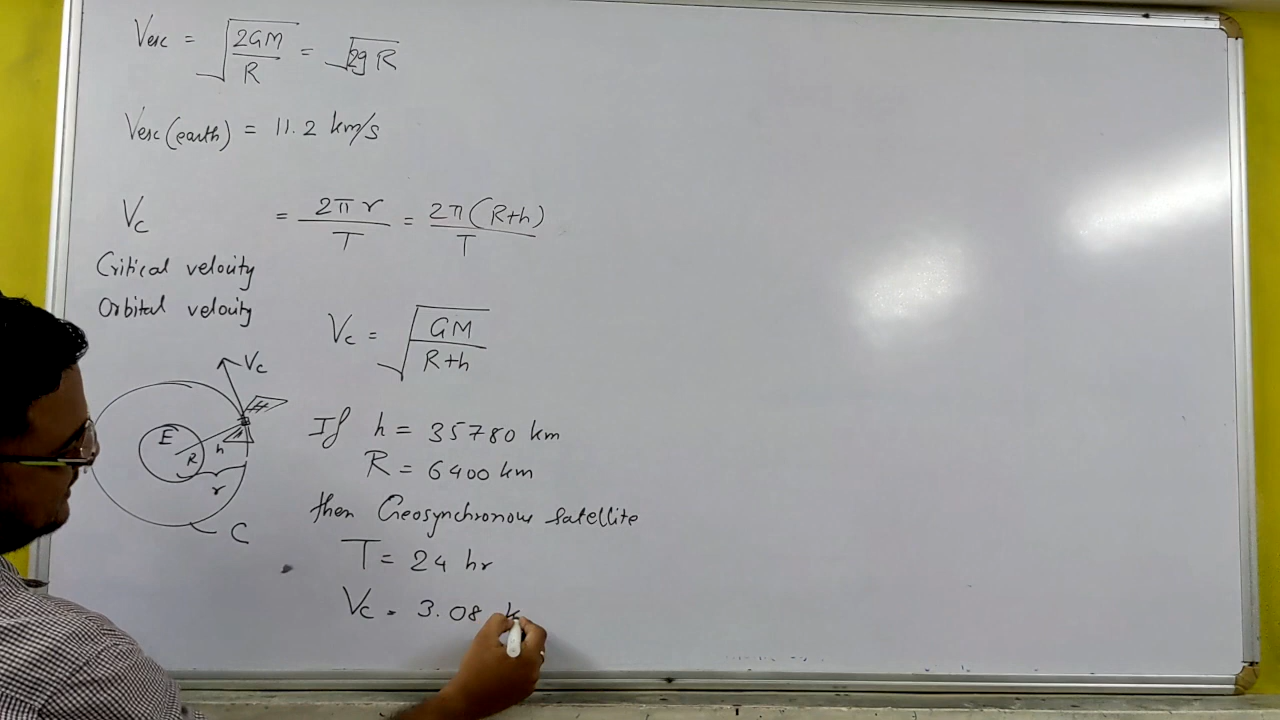 Vesc = √(2GM/R) = √(2gR)
Vesc (earth) = 11.2 km/s
Vc = 2πr/T = 2π(R+h)/T
Critical velocity
Orbital velocity
Vc = √(GM/(R+h))
Vc
E
R
h
r
C
If h = 35780 km
R = 6400 km
then Geosynchronous satellite
T = 24 hr
Vc = 3.08 k